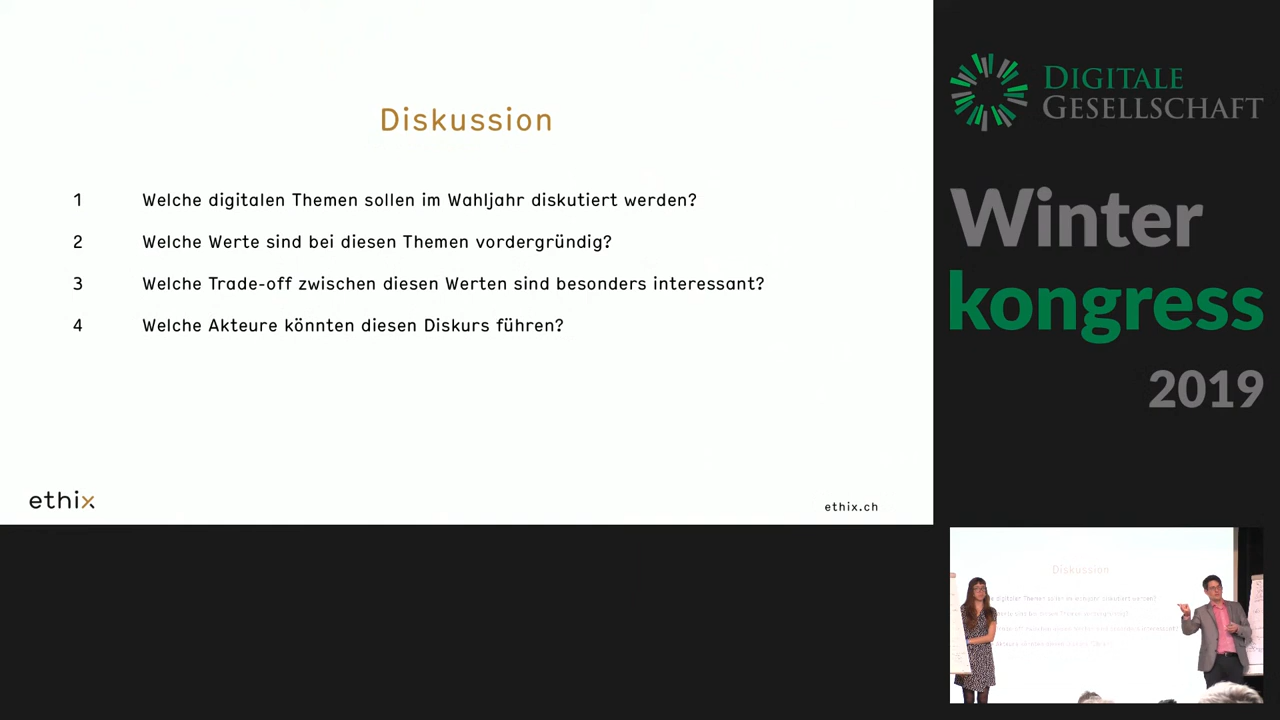 Diskussion
1 Welche digitalen Themen sollen im Wahljahr diskutiert werden?
2 Welche Werte sind bei diesen Themen vordergründig?
3 Welche Trade-off zwischen diesen Werten sind besonders interessant?
4 Welche Akteure könnten diesen Diskurs führen?
ethix
ethix.ch
DIGITALE
GESELLSCHAFT
Winter
kongress
2019
Diskussion